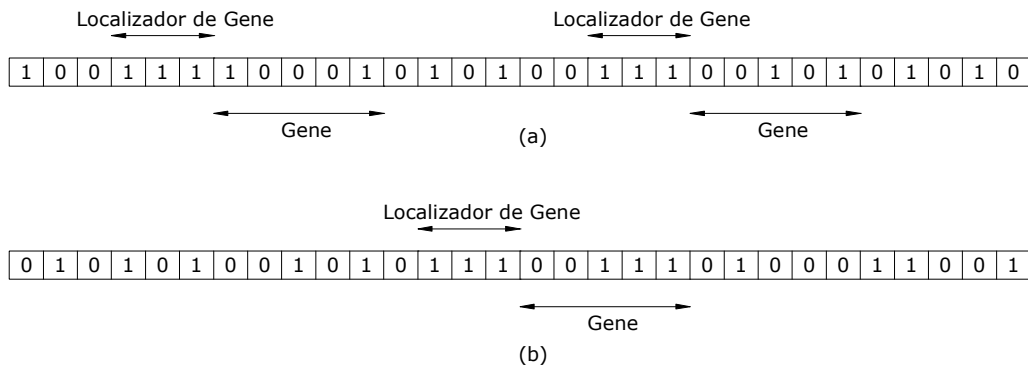 Localizador de Gene Localizador de Gene
1 0 0 1 1 1 1 0 0 0 1 0 1 0 1 0 0 1 1 1 0 0 1 0 1 0 1 0 1 0
Gene Gene
(a)
Localizador de Gene
0 1 0 1 0 1 0 0 1 0 1 0 1 1 1 0 0 1 1 1 0 1 0 0 0 1 1 0 0 1
Gene
(b)